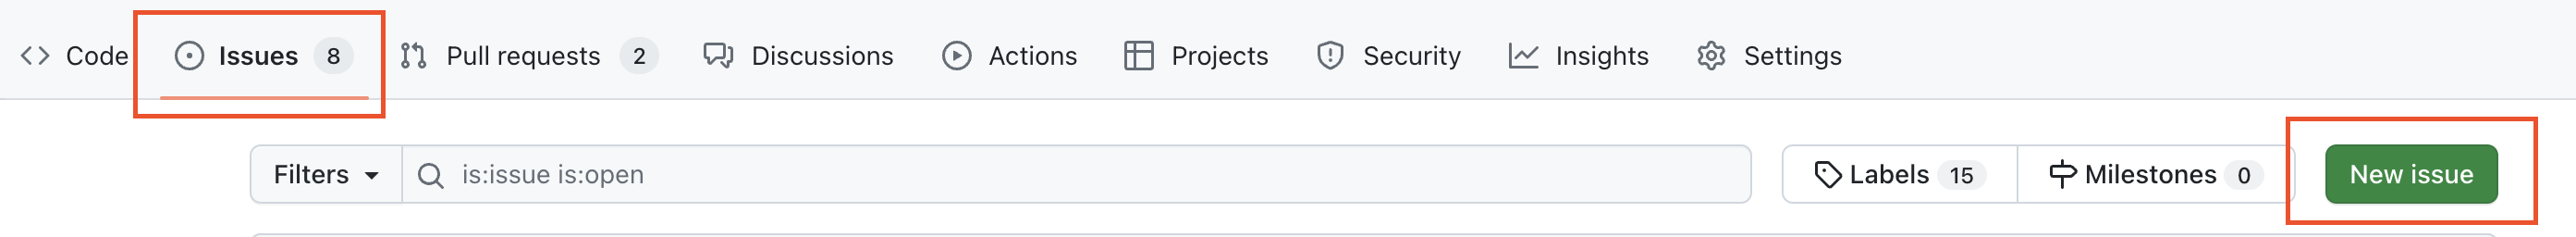 Code Issues 8 Pull requests 2 Discussions Actions Projects Security Insights Settings
Filters is:issue is:open Labels 15 Milestones 0 New issue